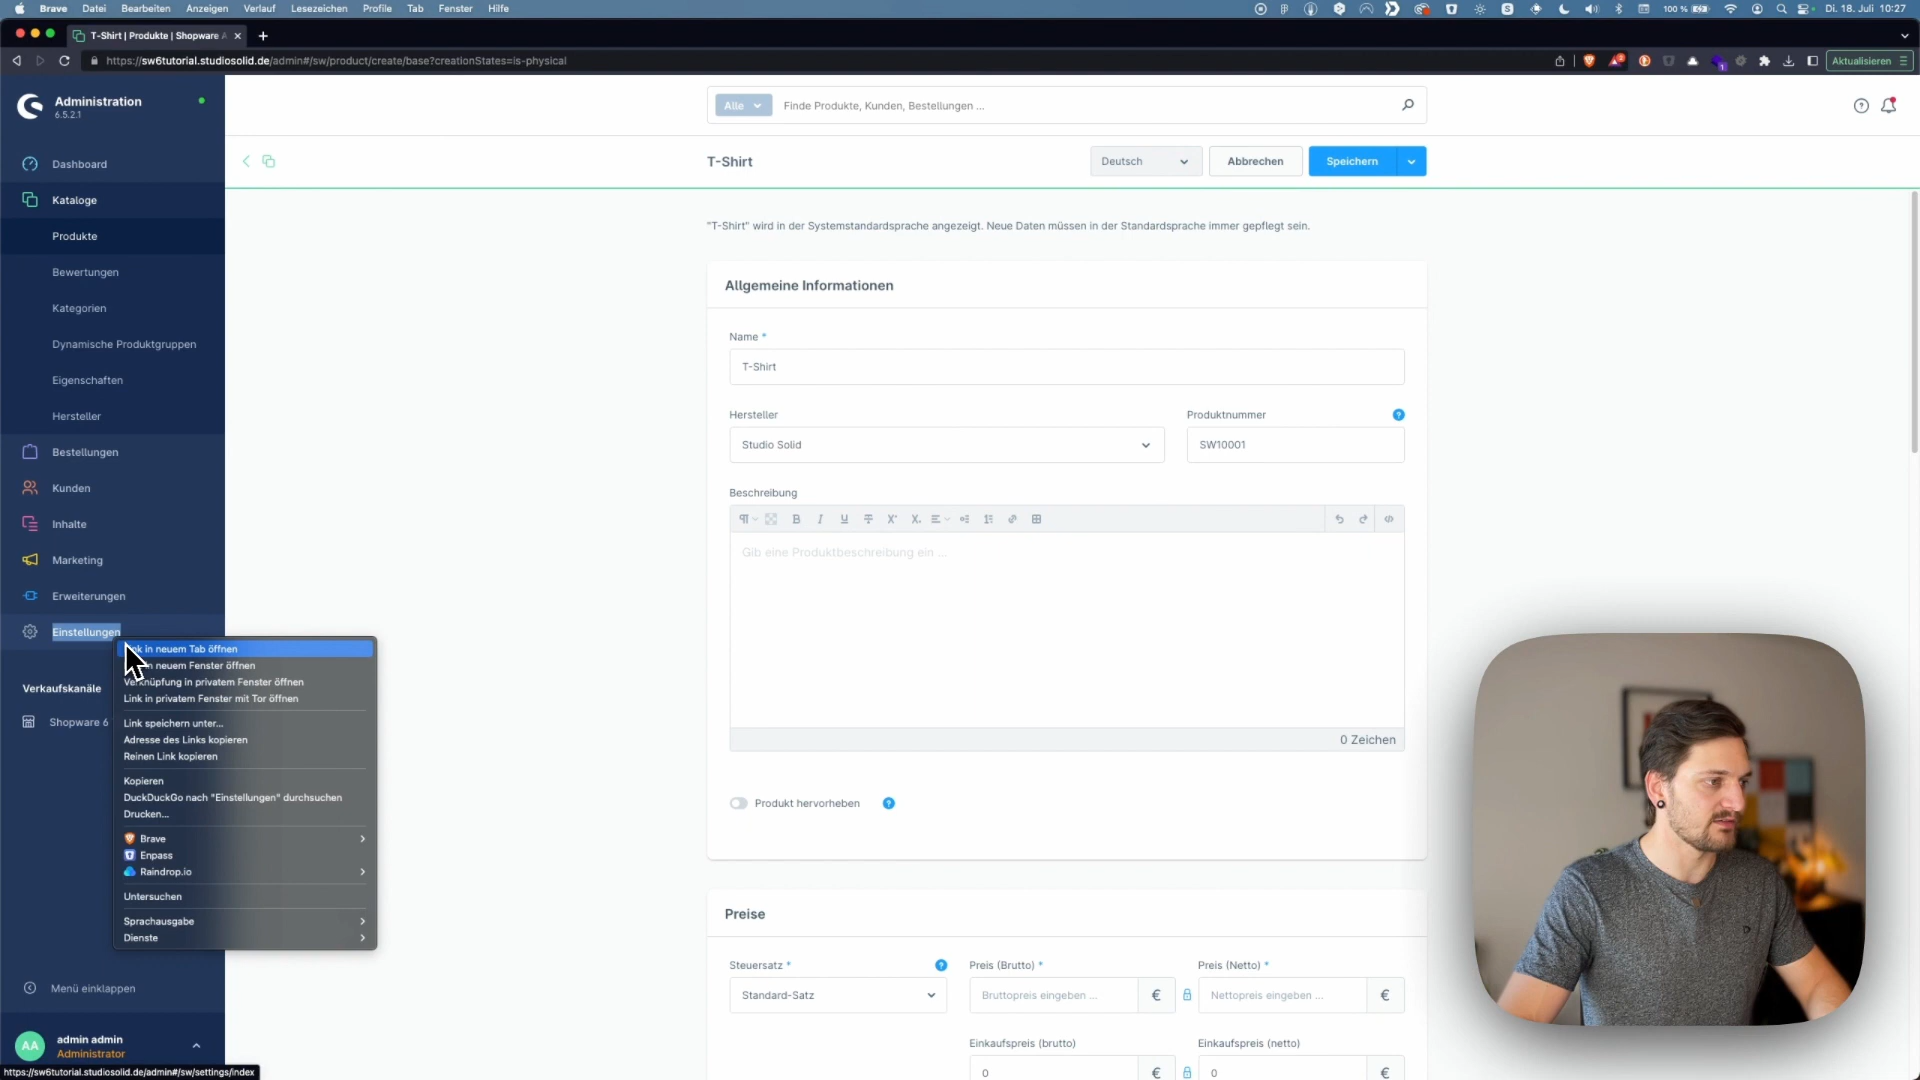 Brave Datei Bearbeiten Anzeigen Verlauf Lesezeichen Profile Tab Fenster Hilfe
100 % Di. 18. Juli 10:27
T-Shirt | Produkte | Shopware A
https://sw6tutorial.studiosolid.de/admin#/sw/product/create/base?creationStates=is-physical
Aktualisieren
Administration
6.5.2.1
Alle
Finde Produkte, Kunden, Bestellungen ...
Dashboard
T-Shirt
Deutsch
Abbrechen
Speichern
Kataloge
Produkte
Bewertungen
Kategorien
Dynamische Produktgruppen
Eigenschaften
Hersteller
Bestellungen
Kunden
Inhalte
Marketing
Erweiterungen
Einstellungen
Verkaufskanäle
Shopware 6
"T-Shirt" wird in der Systemstandardsprache angezeigt. Neue Daten müssen in der Standardsprache immer gepflegt sein.
Allgemeine Informationen
Name *
T-Shirt
Hersteller
Produktnummer
Studio Solid
SW10001
Beschreibung
Gib eine Produktbeschreibung ein ...
0 Zeichen
Produkt hervorheben
Preise
Steuersatz *
Preis (Brutto) *
Preis (Netto) *
Standard-Satz
Bruttopreis eingeben ...
€
Nettopreis eingeben ...
€
Einkaufspreis (brutto)
Einkaufspreis (netto)
0
€
0
€
in neuem Tab öffnen
neuem Fenster öffnen
Verknüpfung in privatem Fenster öffnen
Link in privatem Fenster mit Tor öffnen
Link speichern unter...
Adresse des Links kopieren
Reinen Link kopieren
Kopieren
DuckDuckGo nach "Einstellungen" durchsuchen
Drucken...
Brave
Enpass
Raindrop.io
Untersuchen
Sprachausgabe
Dienste
Menü einklappen
AA
admin admin
Administrator
https://sw6tutorial.studiosolid.de/admin#/sw/settings/index